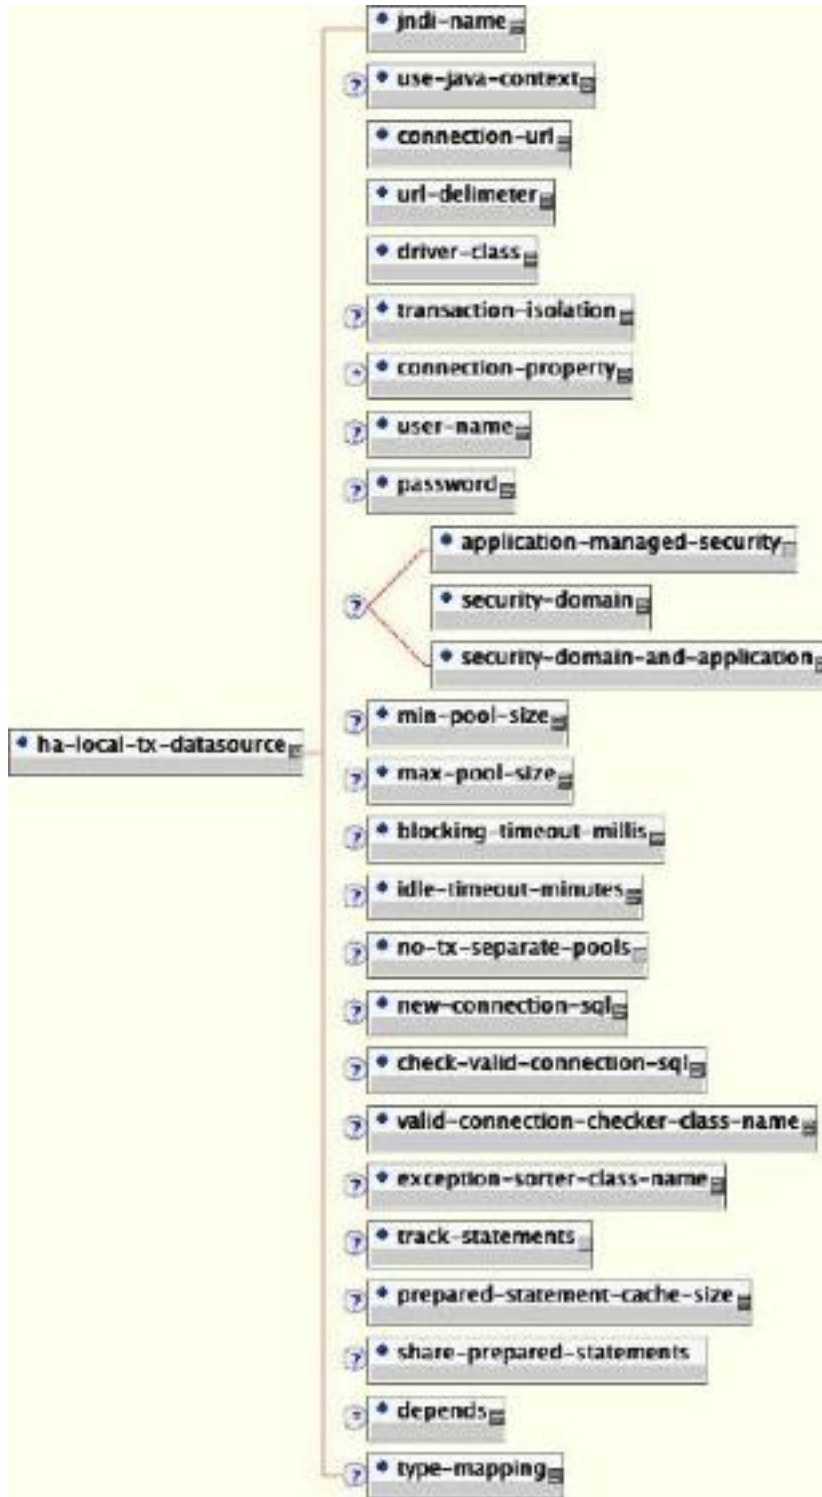 jndi-name
? use-java-context
connection-url
url-delimeter
driver-class
? transaction-isolation
* connection-property
? user-name
? password
application-managed-security
? security-domain
security-domain-and-application
? min-pool-size
ha-local-tx-datasource
? max-pool-size
? blocking-timeout-millis
? idle-timeout-minutes
? no-tx-separate-pools
? new-connection-sql
? check-valid-connection-sql
? valid-connection-checker-class-name
? exception-sorter-class-name
? track-statements
? prepared-statement-cache-size
? share-prepared-statements
depends
? type-mapping